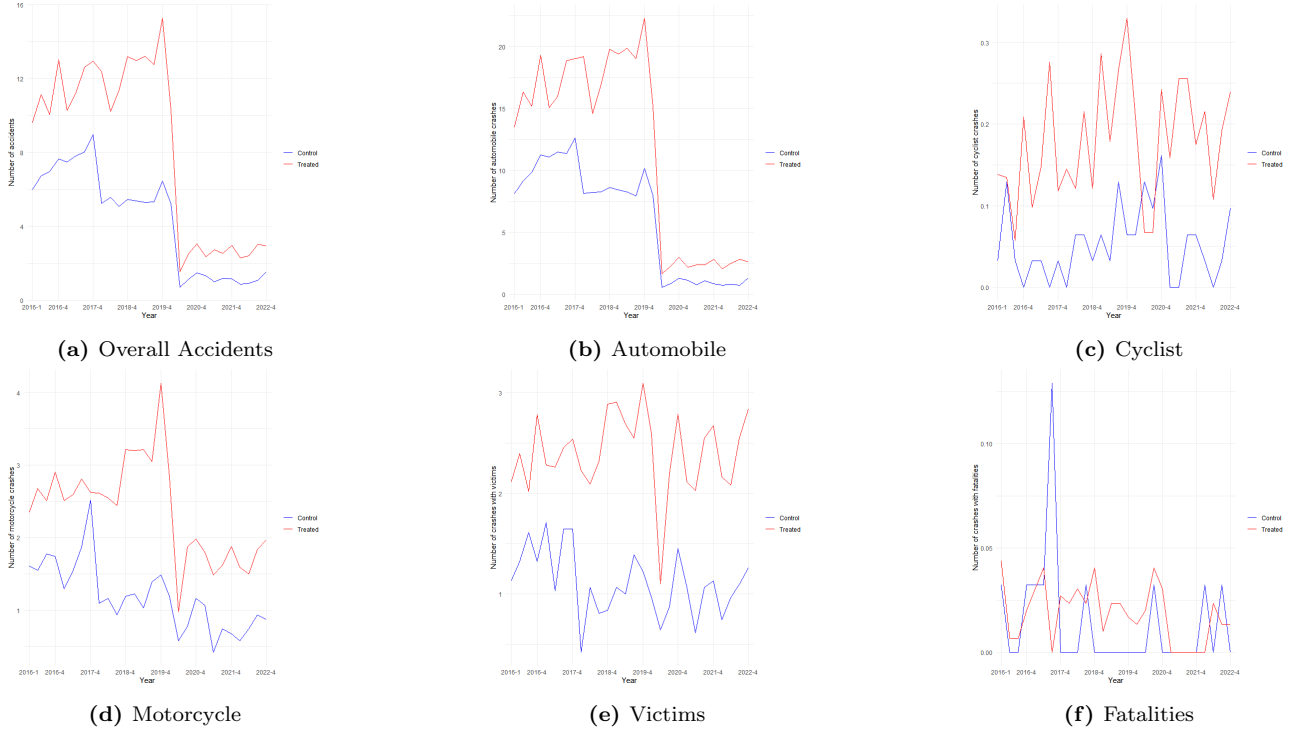 16
12
8
4
0
Number of accidents
2016-1 2016-4 2017-4 2018-4 2019-4 2020-4 2021-4 2022-4
Year
Control
Treated
(a) Overall Accidents
20
15
10
5
0
Number of automobile crashes
2016-1 2016-4 2017-4 2018-4 2019-4 2020-4 2021-4 2022-4
Year
Control
Treated
(b) Automobile
0.3
0.2
0.1
0.0
Number of cyclist crashes
2016-1 2016-4 2017-4 2018-4 2019-4 2020-4 2021-4 2022-4
Year
Control
Treated
(c) Cyclist
4
3
2
1
Number of motorcycle crashes
2016-1 2016-4 2017-4 2018-4 2019-4 2020-4 2021-4 2022-4
Year
Control
Treated
(d) Motorcycle
3
2
1
Number of crashes with victims
2016-1 2016-4 2017-4 2018-4 2019-4 2020-4 2021-4 2022-4
Year
Control
Treated
(e) Victims
0.10
0.05
0.00
Number of crashes with fatalities
2016-1 2016-4 2017-4 2018-4 2019-4 2020-4 2021-4 2022-4
Year
Control
Treated
(f) Fatalities